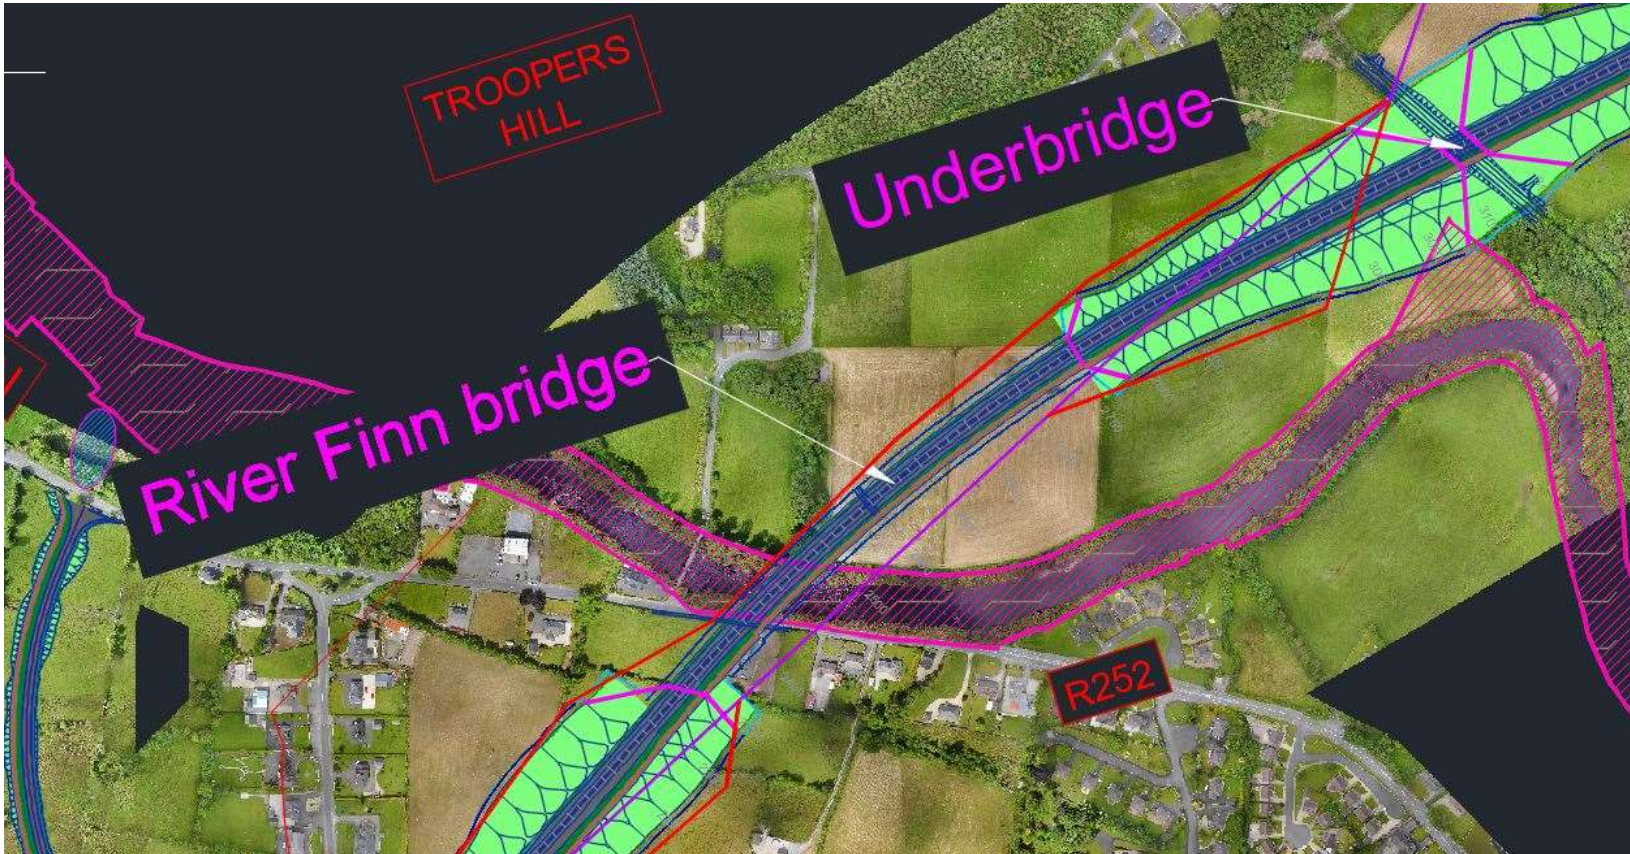 TROOPERS
HILL
Underbridge
River Finn bridge
R252